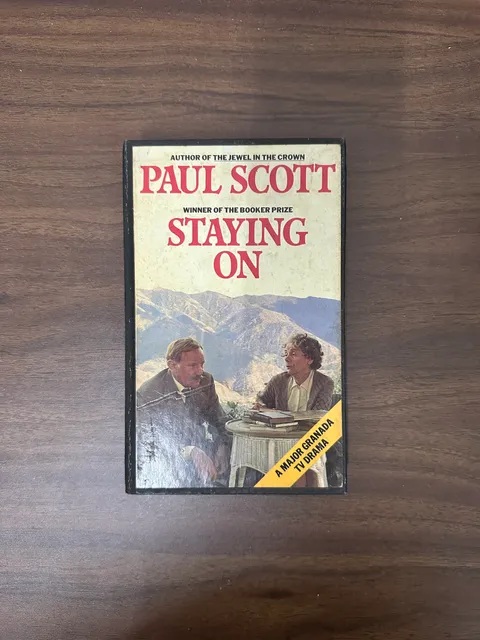 AUTHOR OF THE JEWEL IN THE CROWN
PAUL SCOTT
WINNER OF THE BOOKER PRIZE
STAYING
ON
A MAJOR GRANADA
TV DRAMA